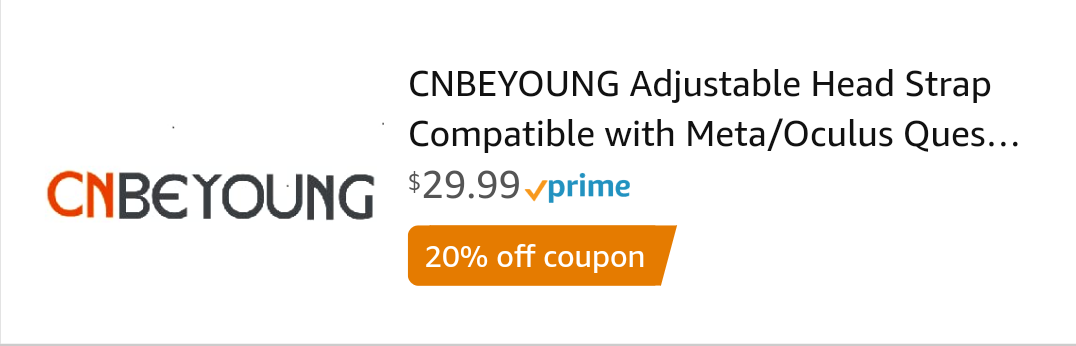 CNBEYOUNG
CNBEYOUNG Adjustable Head Strap
Compatible with Meta/Oculus Ques...
$29.99 prime
20% off coupon